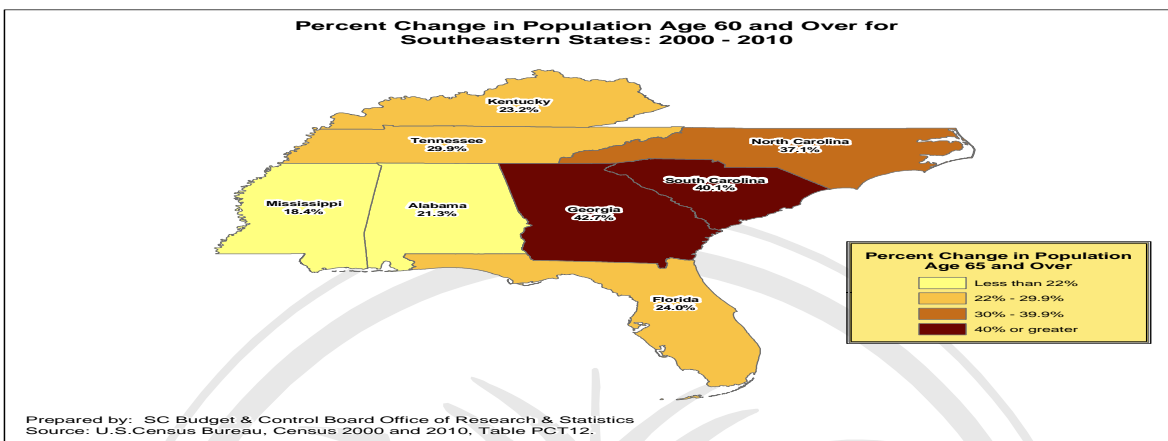 Percent Change in Population Age 60 and Over for
Southeastern States: 2000 - 2010
Kentucky
23.2%
Tennessee
29.9%
North Carolina
37.1%
South Carolina
40.1%
Mississippi
18.4%
Alabama
21.3%
Georgia
42.7%
Florida
24.0%
Percent Change in Population
Age 65 and Over
Less than 22%
22% - 29.9%
30% - 39.9%
40% or greater
Prepared by: SC Budget & Control Board Office of Research & Statistics
Source: U.S.Census Bureau, Census 2000 and 2010, Table PCT12.